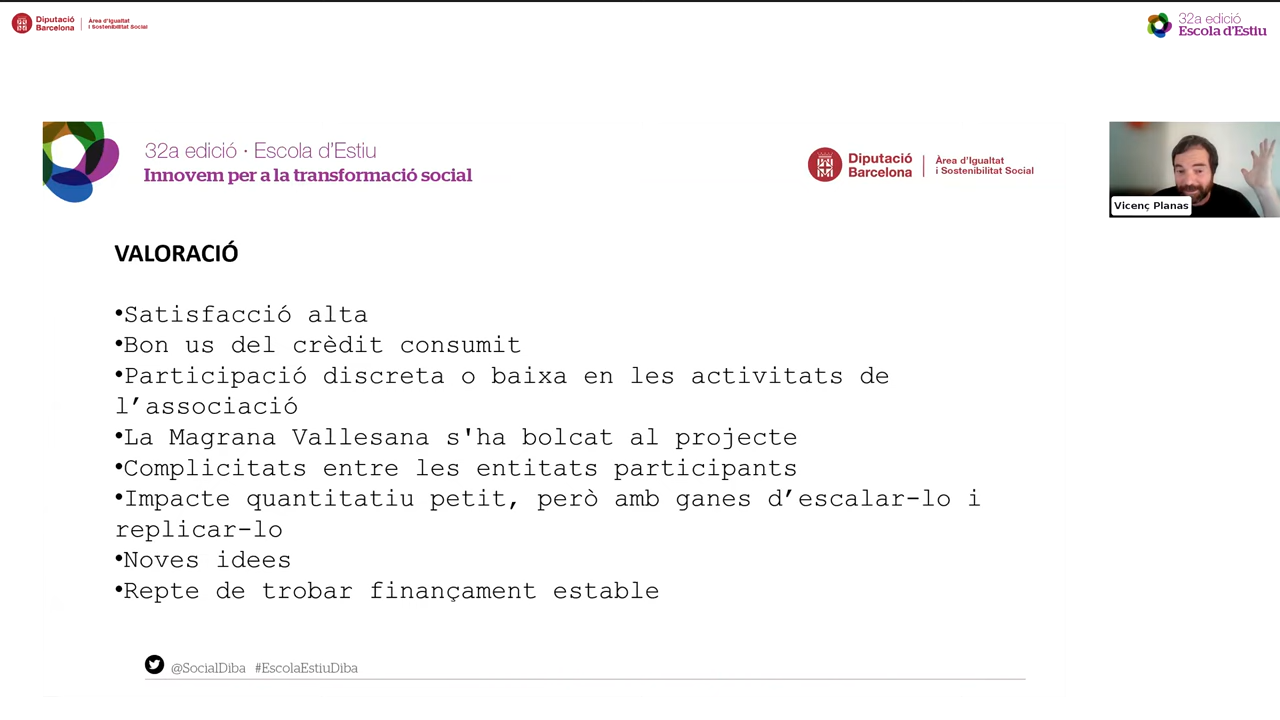 Diputació
Barcelona
Àrea d'Igualtat
i Sostenibilitat Social
32a edició
Escola d'Estiu
32a edició · Escola d'Estiu
Innovem per a la transformació social
Diputació
Barcelona
Àrea d'Igualtat
i Sostenibilitat Social
Vicenç Planas
VALORACIÓ
•Satisfacció alta
•Bon us del crèdit consumit
•Participació discreta o baixa en les activitats de
l’associació
•La Magrana Vallesana s'ha bolcat al projecte
•Complicitats entre les entitats participants
•Impacte quantitatiu petit, però amb ganes d’escalar-lo i
replicar-lo
•Noves idees
•Repte de trobar finançament estable
@SocialDiba #EscolaEstiuDiba